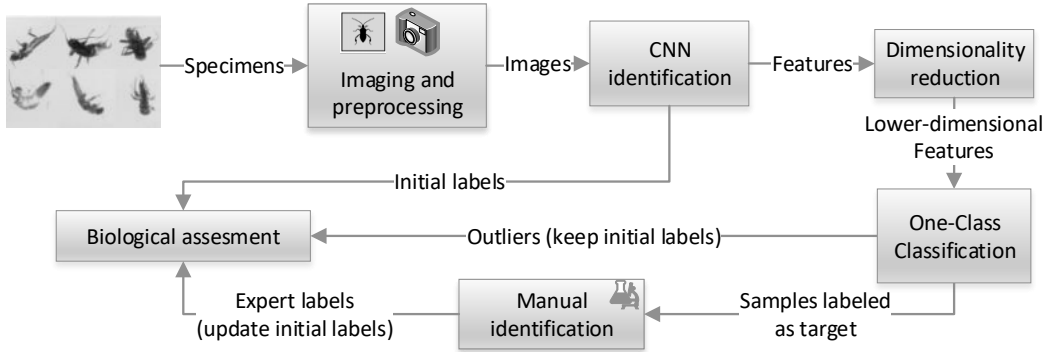 Specimens
Imaging and
preprocessing
Images
CNN
identification
Features
Dimensionality
reduction
Lower-dimensional
Features
Initial labels
Biological assesment
Outliers (keep initial labels)
One-Class
Classification
Expert labels
(update initial labels)
Manual
identification
Samples labeled
as target